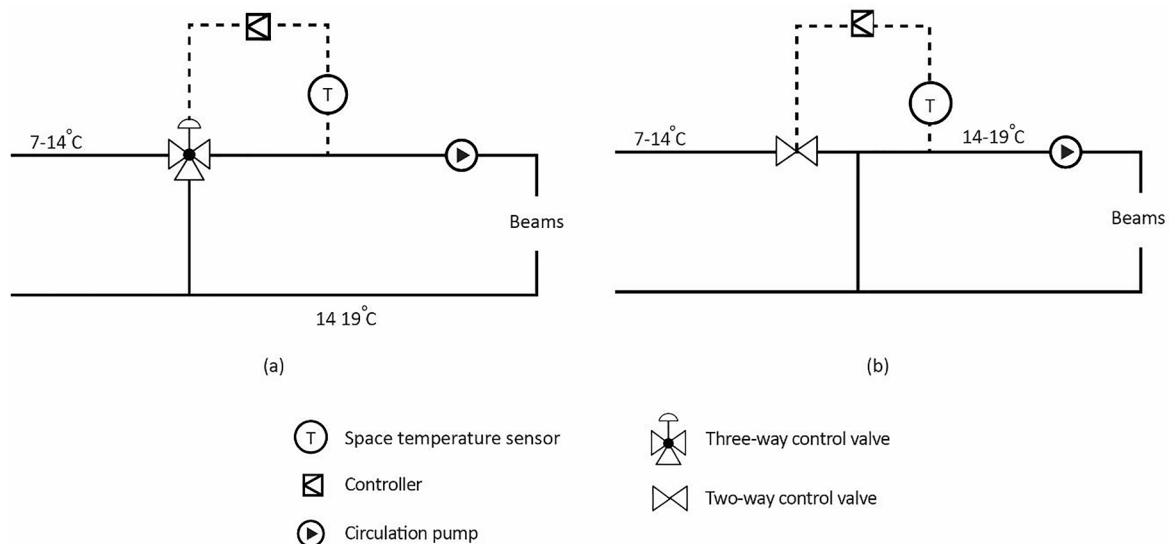 7-14°C
T
14 19°C
Beams
(a)
7-14°C
T
14-19°C
Beams
(b)
T Space temperature sensor
Controller
Circulation pump
Three-way control valve
Two-way control valve